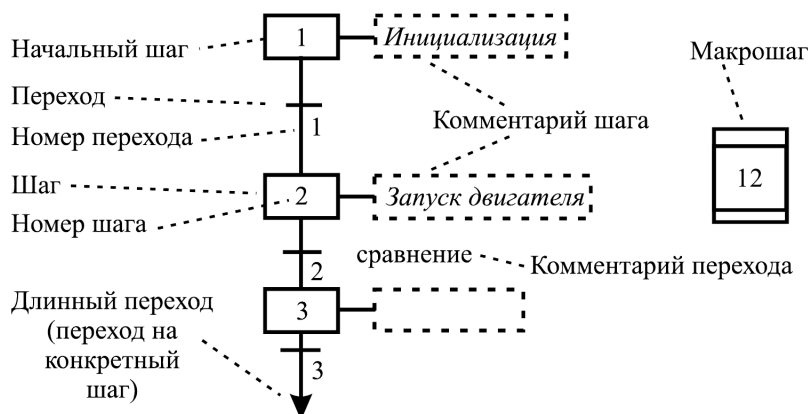 1
Инициализация
Начальный шаг
Макрошаг
Переход
Номер перехода
1
Комментарий шага
Шаг
2
Запуск двигателя
12
Номер шага
2
сравнение
Комментарий перехода
Длинный переход
(переход на
конкретный
шаг)
3
3